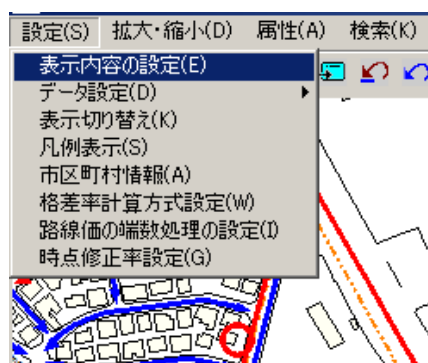 設定(S) 拡大・縮小(D) 属性(A) 検索(K)
表示内容の設定(E)
データ設定(D)
表示切り替え(K)
凡例表示(S)
市区町村情報(A)
格差率計算方式設定(W)
路線価の端数処理の設定(I)
時点修正率設定(G)